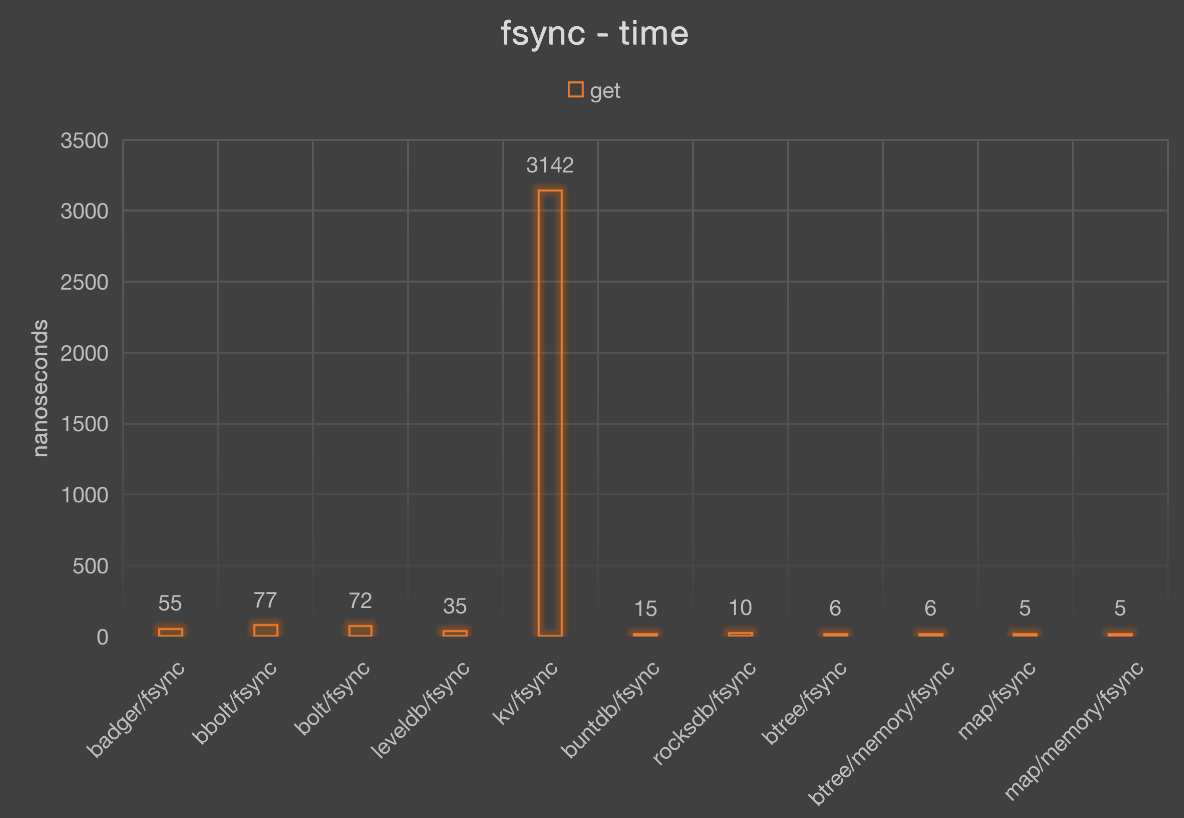 fsync - time
get
3500
3000
2500
2000
1500
1000
500
0
nanoseconds
55
77
72
35
3142
15
10
6
6
5
5
badger/fsync
bbolt/fsync
bolt/fsync
leveldb/fsync
kv/fsync
buntdb/fsync
rocksdb/fsync
btree/fsync
btree/memory/fsync
map/fsync
map/memory/fsync